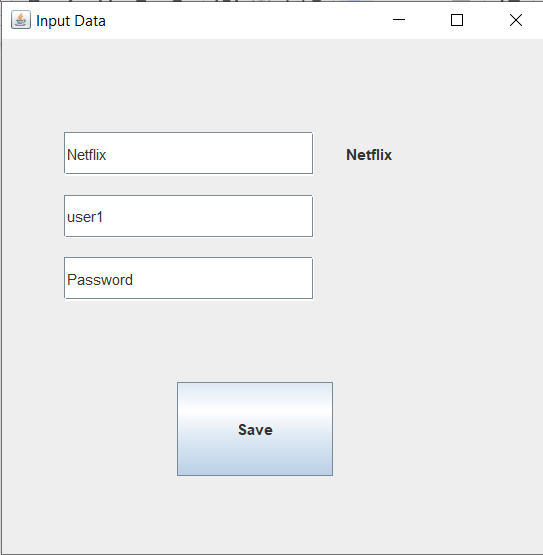 Input Data
Netflix
Netflix
user1
Password
Save